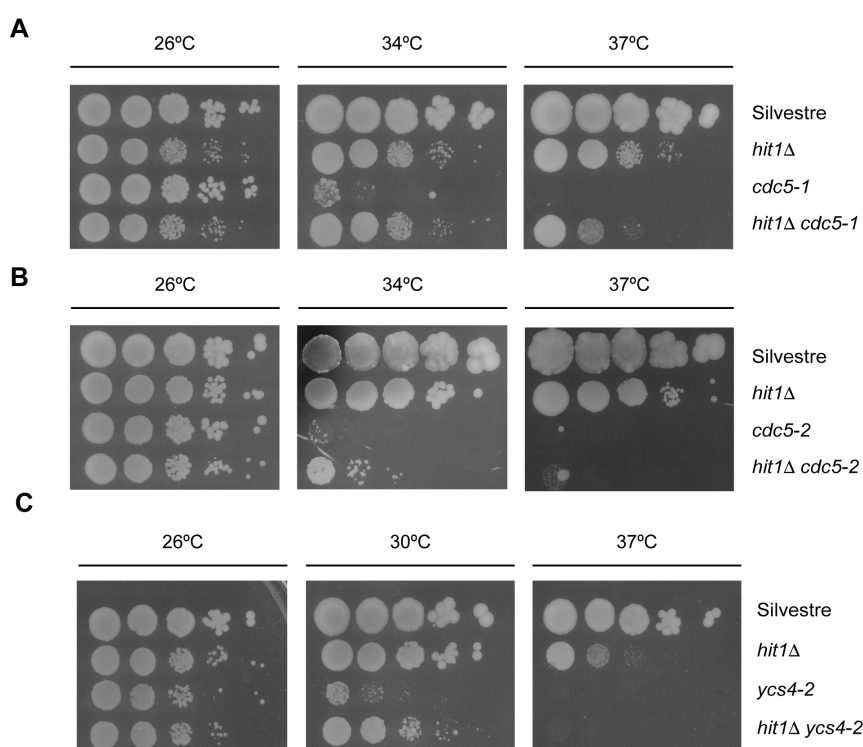 A
26ºC 34ºC 37ºC
Silvestre
hit1Δ
cdc5-1
hit1Δ cdc5-1
B
26ºC 34ºC 37ºC
Silvestre
hit1Δ
cdc5-2
hit1Δ cdc5-2
C
26ºC 30ºC 37ºC
Silvestre
hit1Δ
ycs4-2
hit1Δ ycs4-2